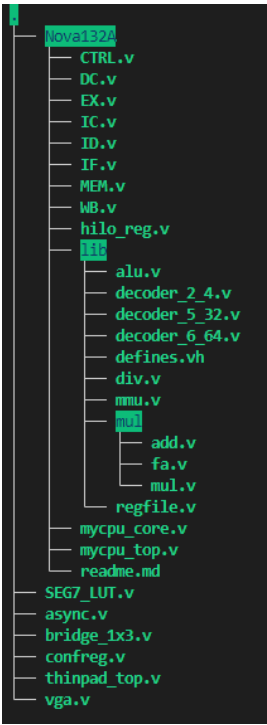 .
Nova132A
CTRL.v
DC.v
EX.v
IC.v
ID.v
IF.v
MEM.v
WB.v
hilo_reg.v
lib
alu.v
decoder_2_4.v
decoder_5_32.v
decoder_6_64.v
defines.vh
div.v
mmu.v
mul
add.v
fa.v
mul.v
regfile.v
mycpu_core.v
mycpu_top.v
readme.md
SEG7_LUT.v
async.v
bridge_1x3.v
confreg.v
thinpad_top.v
vga.v